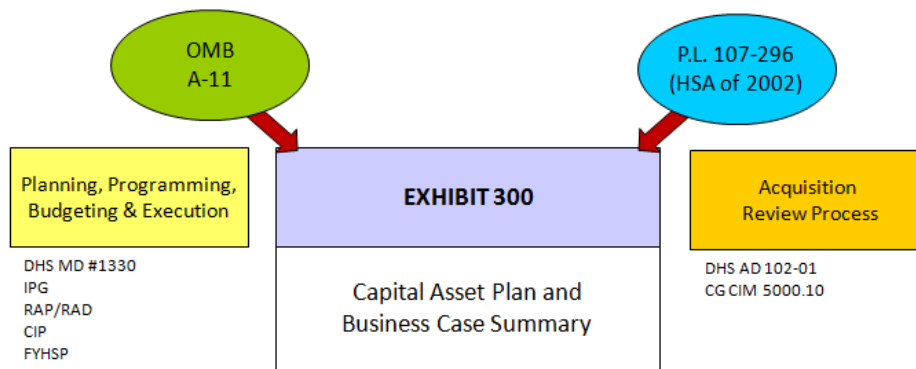 OMB
A-11
P.L. 107-296
(HSA of 2002)
Planning, Programming,
Budgeting & Execution
EXHIBIT 300
Acquisition
Review Process
DHS MD #1330
IPG
RAP/RAD
CIP
FYHSP
Capital Asset Plan and
Business Case Summary
DHS AD 102-01
CG CIM 5000.10